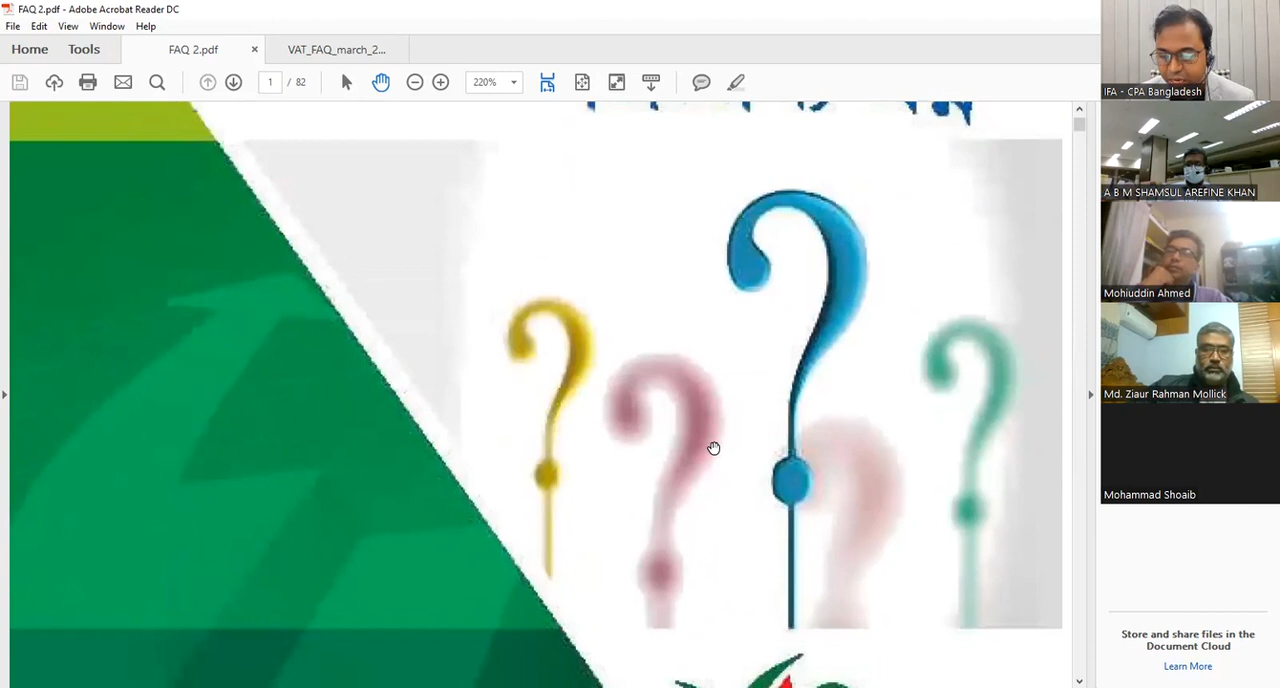 FAQ 2.pdf - Adobe Acrobat Reader DC
File Edit View Window Help
Home Tools FAQ 2.pdf × VAT_FAQ_march_2...
1 / 82 220%
IFA - CPA Bangladesh
A B M SHAMSUL AREFINE KHAN
Mohiuddin Ahmed
Md. Ziaur Rahman Mollick
Mohammad Shoaib
Store and share files in the
Document Cloud
Learn More